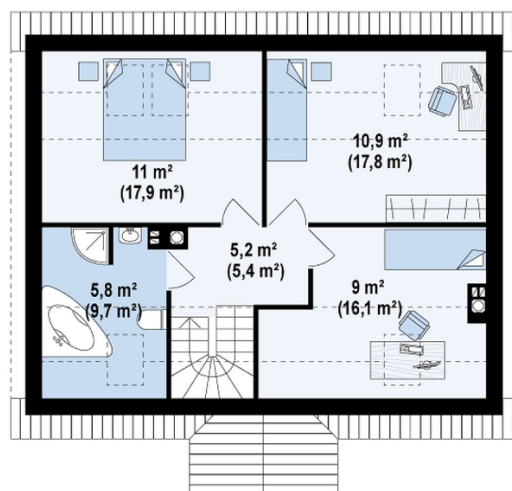 11 m²
(17,9 m²)
10,9 m²
(17,8 m²)
5,2 m²
(5,4 m²)
5,8 m²
(9,7 m²)
9 m²
(16,1 m²)